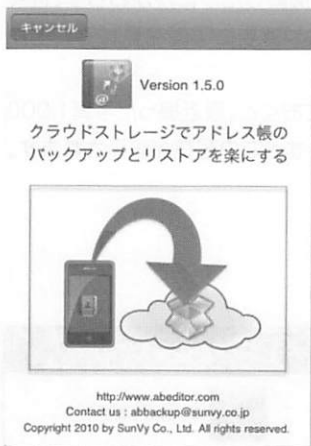 キャンセル
Version 1.5.0
クラウドストレージでアドレス帳の
バックアップとリストアを楽にする
http://www.abeditor.com
Contact us : abbackup@sunvy.co.jp
Copyright 2010 by SunVy Co., Ltd. All rights reserved.